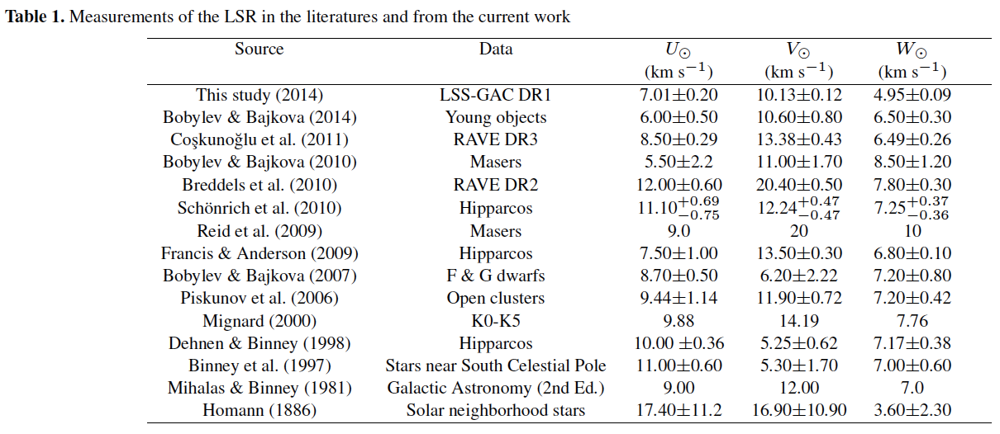 Table 1. Measurements of the LSR in the literatures and from the current work
Source Data U⊙ V⊙ W⊙
(km s−1) (km s−1) (km s−1)
This study (2014) LSS-GAC DR1 7.01±0.20 10.13±0.12 4.95±0.09
Bobylev & Bajkova (2014) Young objects 6.00±0.50 10.60±0.80 6.50±0.30
Coşkunoǧlu et al. (2011) RAVE DR3 8.50±0.29 13.38±0.43 6.49±0.26
Bobylev & Bajkova (2010) Masers 5.50±2.2 11.00±1.70 8.50±1.20
Breddels et al. (2010) RAVE DR2 12.00±0.60 20.40±0.50 7.80±0.30
Schönrich et al. (2010) Hipparcos 11.10+0.69−0.75 12.24+0.47−0.47 7.25+0.37−0.36
Reid et al. (2009) Masers 9.0 20 10
Francis & Anderson (2009) Hipparcos 7.50±1.00 13.50±0.30 6.80±0.10
Bobylev & Bajkova (2007) F & G dwarfs 8.70±0.50 6.20±2.22 7.20±0.80
Piskunov et al. (2006) Open clusters 9.44±1.14 11.90±0.72 7.20±0.42
Mignard (2000) K0-K5 9.88 14.19 7.76
Dehnen & Binney (1998) Hipparcos 10.00 ±0.36 5.25±0.62 7.17±0.38
Binney et al. (1997) Stars near South Celestial Pole 11.00±0.60 5.30±1.70 7.00±0.60
Mihalas & Binney (1981) Galactic Astronomy (2nd Ed.) 9.00 12.00 7.0
Homann (1886) Solar neighborhood stars 17.40±11.2 16.90±10.90 3.60±2.30